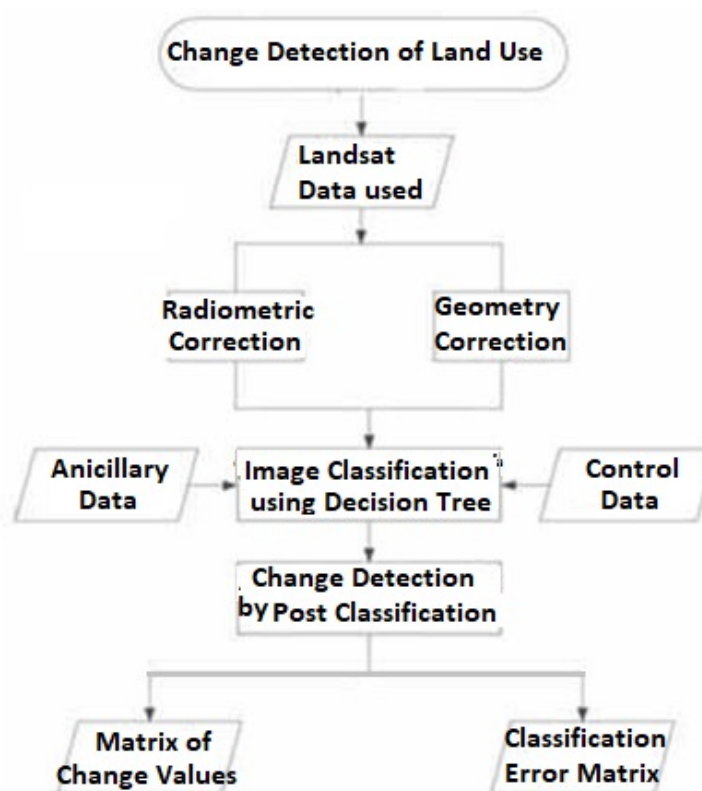 Change Detection of Land Use
Landsat
Data used
Radiometric
Correction
Geometry
Correction
Anicillary
Data
Image Classification
using Decision Tree
Control
Data
Change Detection
by Post Classification
Matrix of
Change Values
Classification
Error Matrix